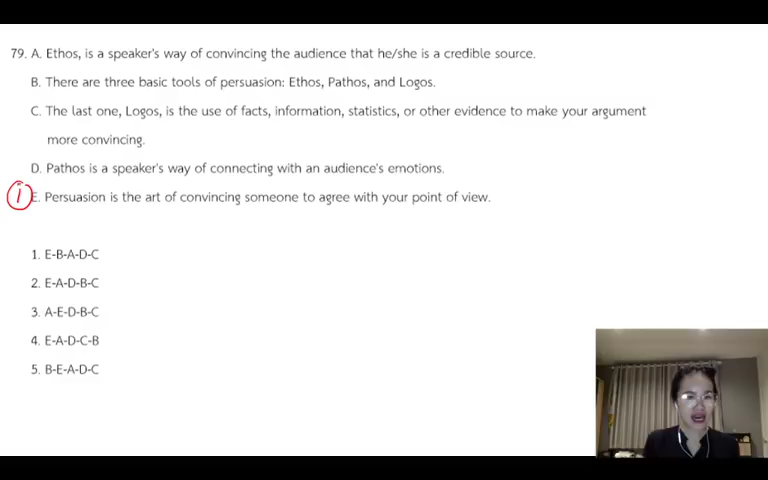 79. A. Ethos, is a speaker's way of convincing the audience that he/she is a credible source.
B. There are three basic tools of persuasion: Ethos, Pathos, and Logos.
C. The last one, Logos, is the use of facts, information, statistics, or other evidence to make your argument
more convincing.
D. Pathos is a speaker's way of connecting with an audience's emotions.
1 E. Persuasion is the art of convincing someone to agree with your point of view.
1. E-B-A-D-C
2. E-A-D-B-C
3. A-E-D-B-C
4. E-A-D-C-B
5. B-E-A-D-C